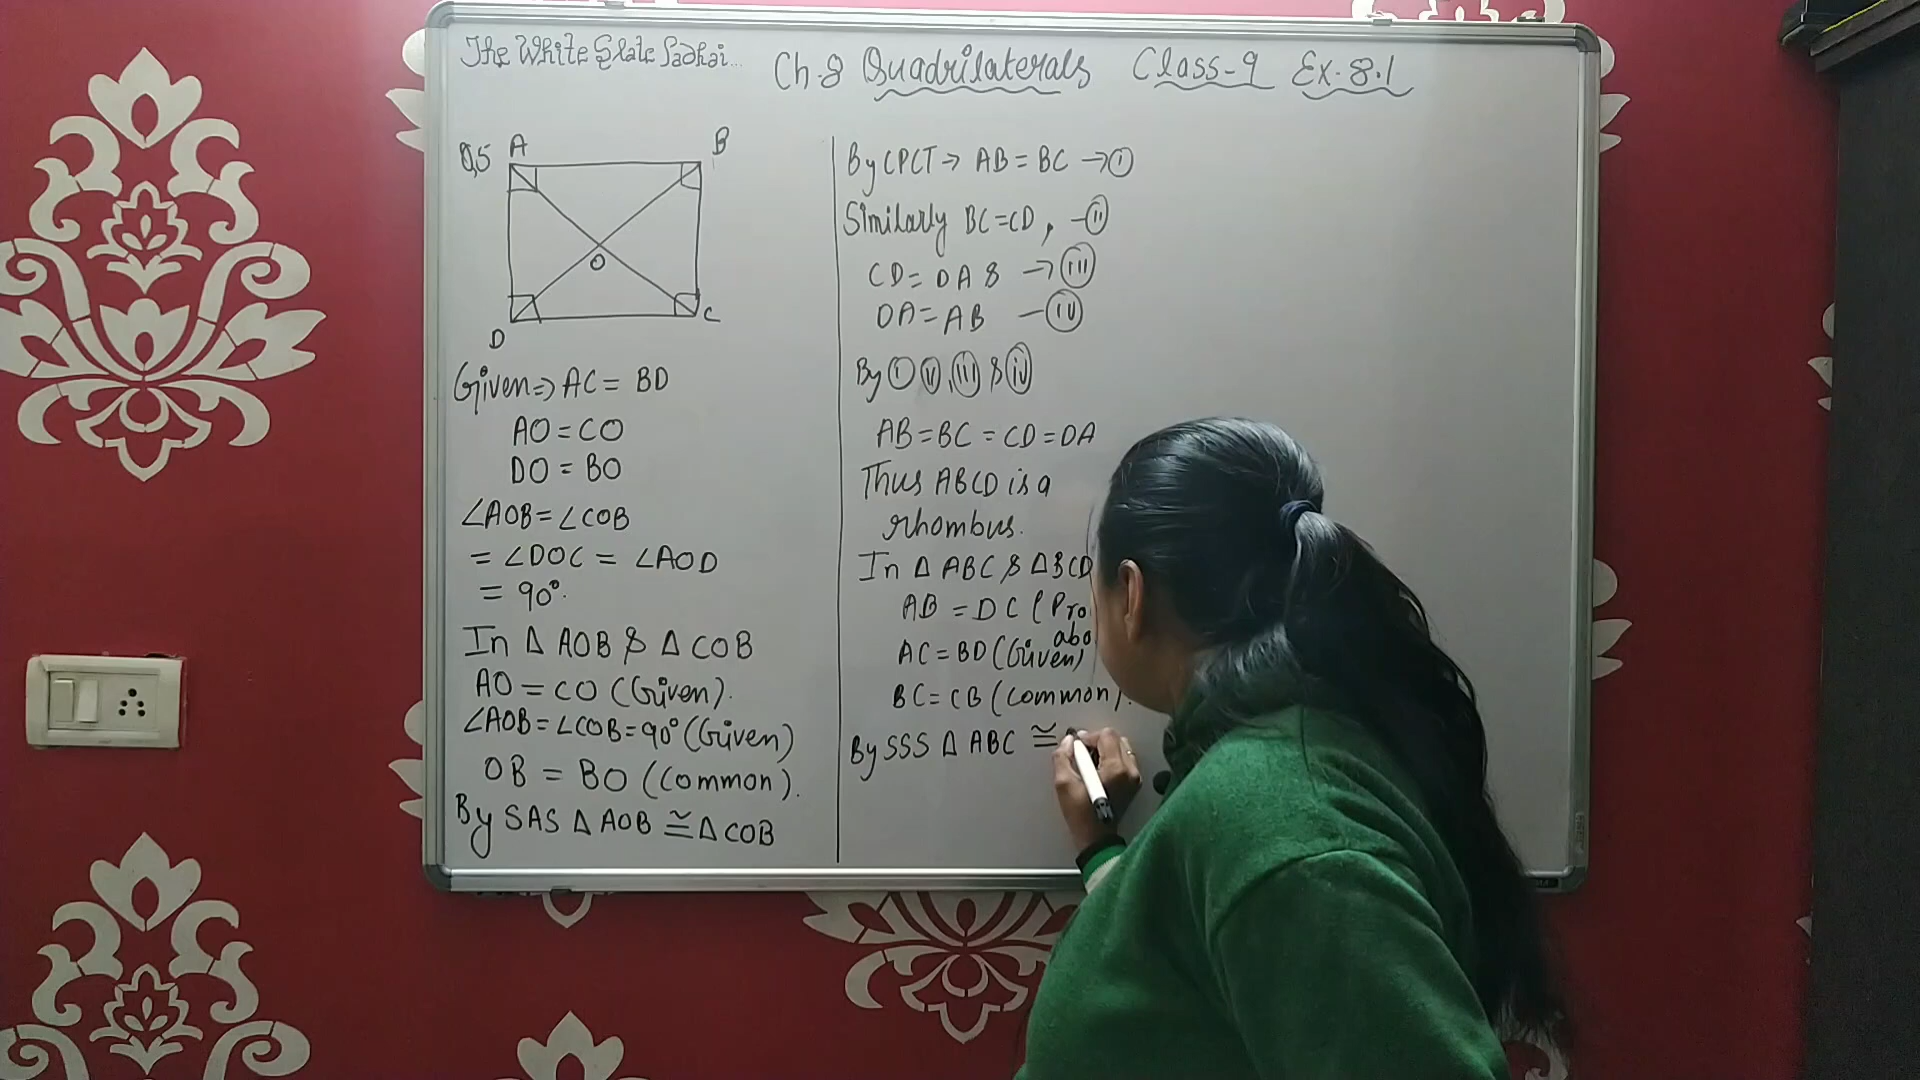 The White Slate Padhai...
Ch.8 Quadrilaterals Class-9 Ex.8.1
Q.5
A
B
O
D
C
Given⇒ AC = BD
AO = CO
DO = BO
∠AOB = ∠COB
= ∠DOC = ∠AOD
= 90°.
In Δ AOB & Δ COB
AO = CO (Given).
∠AOB = ∠COB = 90° (Given)
OB = BO (Common).
By SAS Δ AOB ≅ Δ COB
By CPCT → AB = BC → (i)
Similarly BC = CD, - (ii)
CD = DA & → (iii)
DA = AB - (iv)
By (i) (ii), (iii) & (iv)
AB = BC = CD = DA
Thus ABCD is a
rhombus.
In Δ ABC & Δ BCD
AB = DC (Pro
abo
AC = BD (Given)
BC = CB (Common).
By SSS Δ ABC ≅